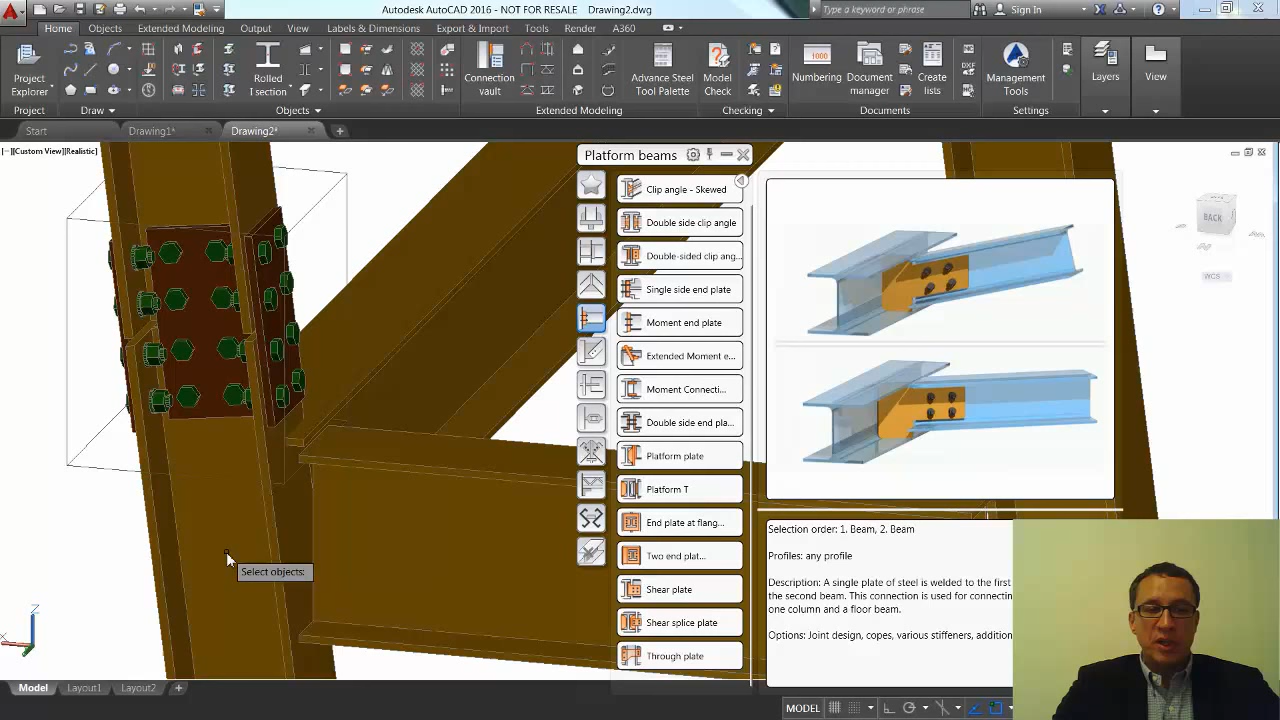 Autodesk AutoCAD 2016 - NOT FOR RESALE Drawing2.dwg
Type a keyword or phrase
Sign In
Home Objects Extended Modeling Output View Labels & Dimensions Export & Import Tools Render A360
Project Explorer
Rolled I section
Connection vault
Advance Steel Tool Palette
Model Check
1000
Numbering
Document manager
Create lists
DXF
Management Tools
Layers
View
Project Draw Objects Extended Modeling Checking Documents Settings
Start Drawing1* Drawing2*
[−][Custom View][Realistic]
Platform beams
Clip angle - Skewed
Double side clip angle
Double-sided clip ang...
Single side end plate
Moment end plate
Extended Moment e...
Moment Connecti...
Double side end pla...
Platform plate
Platform T
End plate at flang...
Two end plat...
Shear plate
Shear splice plate
Through plate
BACK
WCS
Selection order: 1. Beam, 2. Beam
Profiles: any profile
Description: A single plate of steel is welded to the first
the second beam. This connection is used for connectin
one column and a floor beam.
Options: Joint design, copes, various stiffeners, addition
Select objects:
Z
X
Model Layout1 Layout2
MODEL